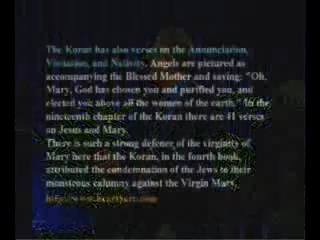 The Koran has also verses on the Annunciation,
Visitation, and Nativity. Angels are pictured as
accompanying the Blessed Mother and saying: "Oh,
Mary, God has chosen you and purified you, and
elected you above all the women of the earth." In the
nineteenth chapter of the Koran there are 41 verses
on Jesus and Mary.
There is such a strong defense of the virginity of
Mary here that the Koran, in the fourth book,
attributed the condemnation of the Jews to their
monstrous calumny against the Virgin Mary.